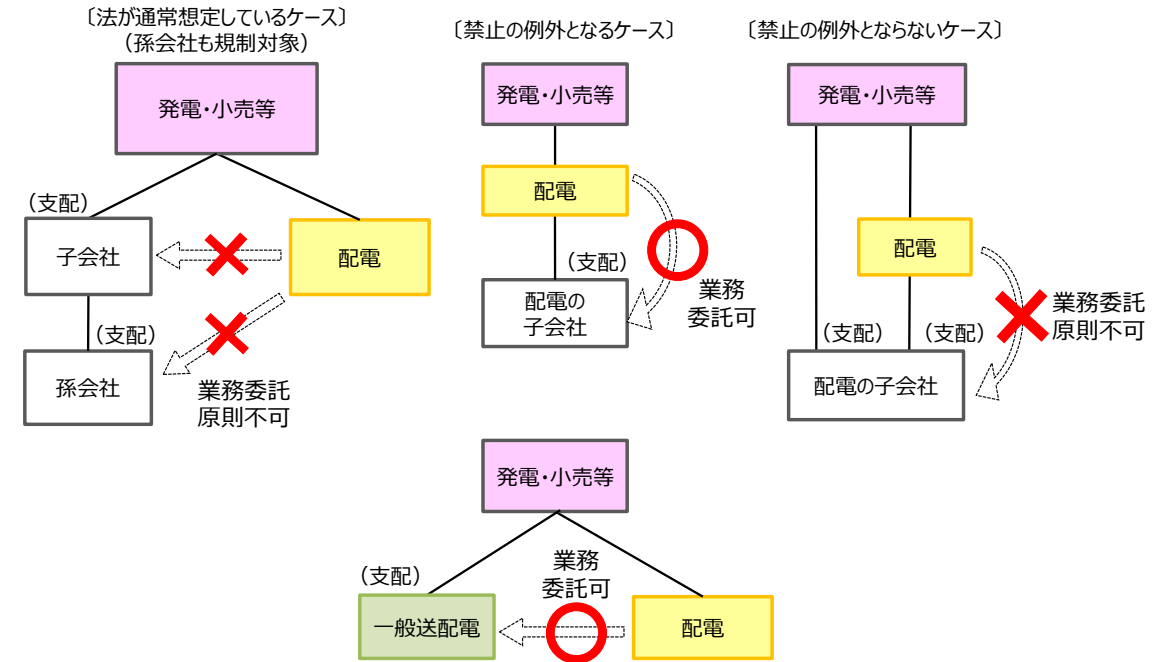 〔法が通常想定しているケース〕
(孫会社も規制対象)
発電・小売等
(支配)
子会社
配電
(支配)
孫会社
業務委託
原則不可
〔禁止の例外となるケース〕
発電・小売等
配電
(支配)
配電の
子会社
業務
委託可
〔禁止の例外とならないケース〕
発電・小売等
配電
(支配)
(支配)
配電の子会社
業務委託
原則不可
発電・小売等
(支配)
業務
委託可
一般送配電
配電